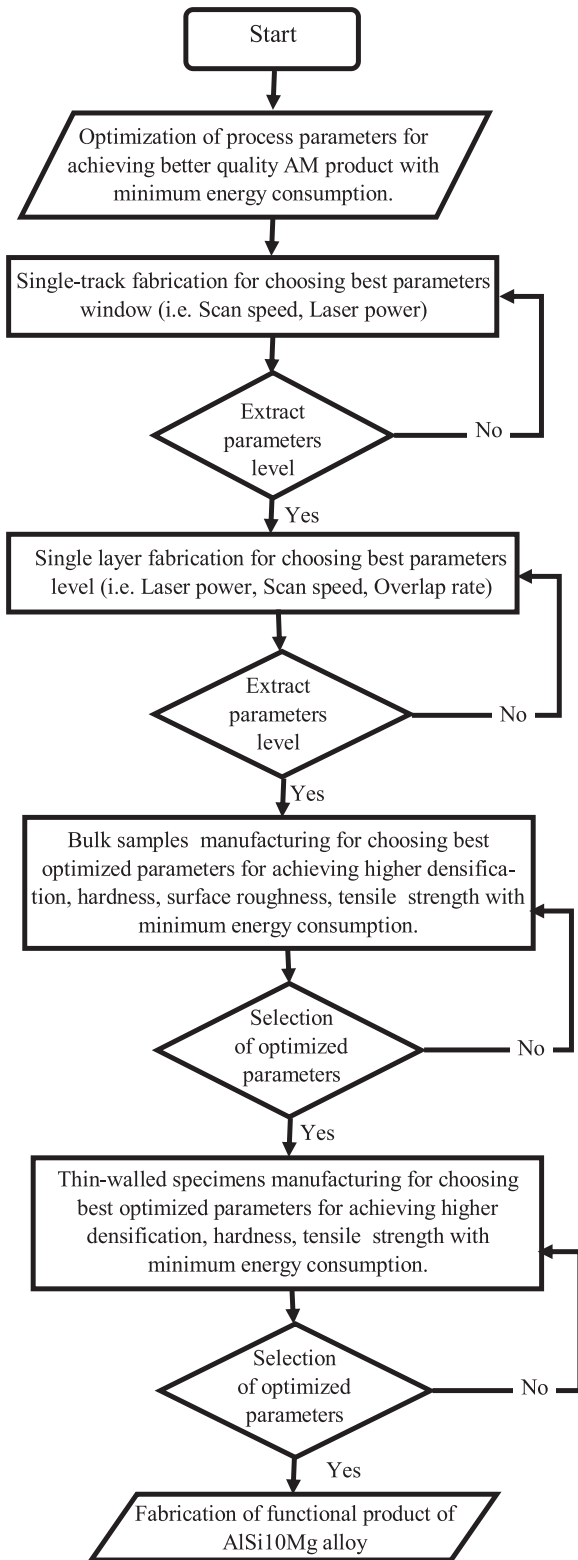 Start
Optimization of process parameters for
achieving better quality AM product with
minimum energy consumption.
Single-track fabrication for choosing best parameters
window (i.e. Scan speed, Laser power)
Extract
parameters
level
No
Yes
Single layer fabrication for choosing best parameters
level (i.e. Laser power, Scan speed, Overlap rate)
Extract
parameters
level
No
Yes
Bulk samples manufacturing for choosing best
optimized parameters for achieving higher densifica-
tion, hardness, surface roughness, tensile strength with
minimum energy consumption.
Selection
of optimized
parameters
No
Yes
Thin-walled specimens manufacturing for choosing
best optimized parameters for achieving higher
densification, hardness, tensile strength with
minimum energy consumption.
Selection
of optimized
parameters
No
Yes
Fabrication of functional product of
AlSi10Mg alloy